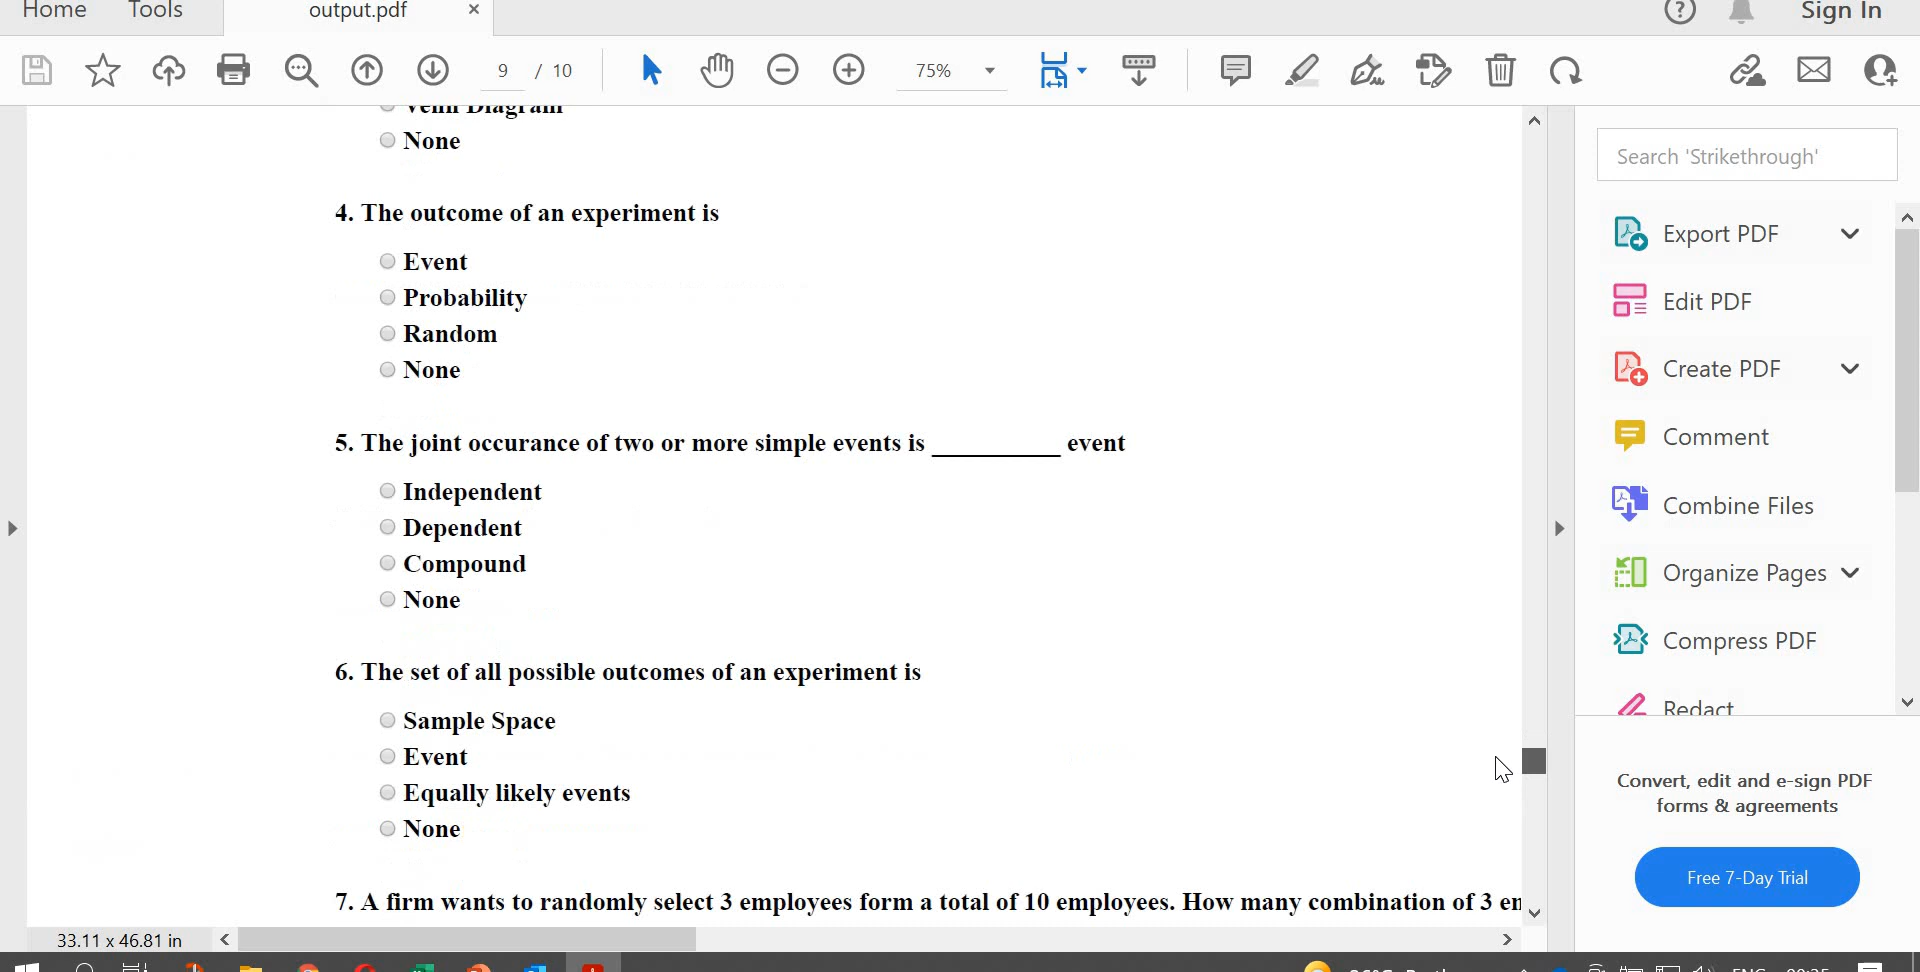 Home Tools output.pdf × ? Sign In
9 / 10 75%
Venn Diagram
None
4. The outcome of an experiment is
Event
Probability
Random
None
5. The joint occurance of two or more simple events is __________ event
Independent
Dependent
Compound
None
6. The set of all possible outcomes of an experiment is
Sample Space
Event
Equally likely events
None
7. A firm wants to randomly select 3 employees form a total of 10 employees. How many combination of 3
33.11 x 46.81 in
Search 'Strikethrough'
Export PDF
Edit PDF
Create PDF
Comment
Combine Files
Organize Pages
Compress PDF
Redact
Convert, edit and e-sign PDF
forms & agreements
Free 7-Day Trial